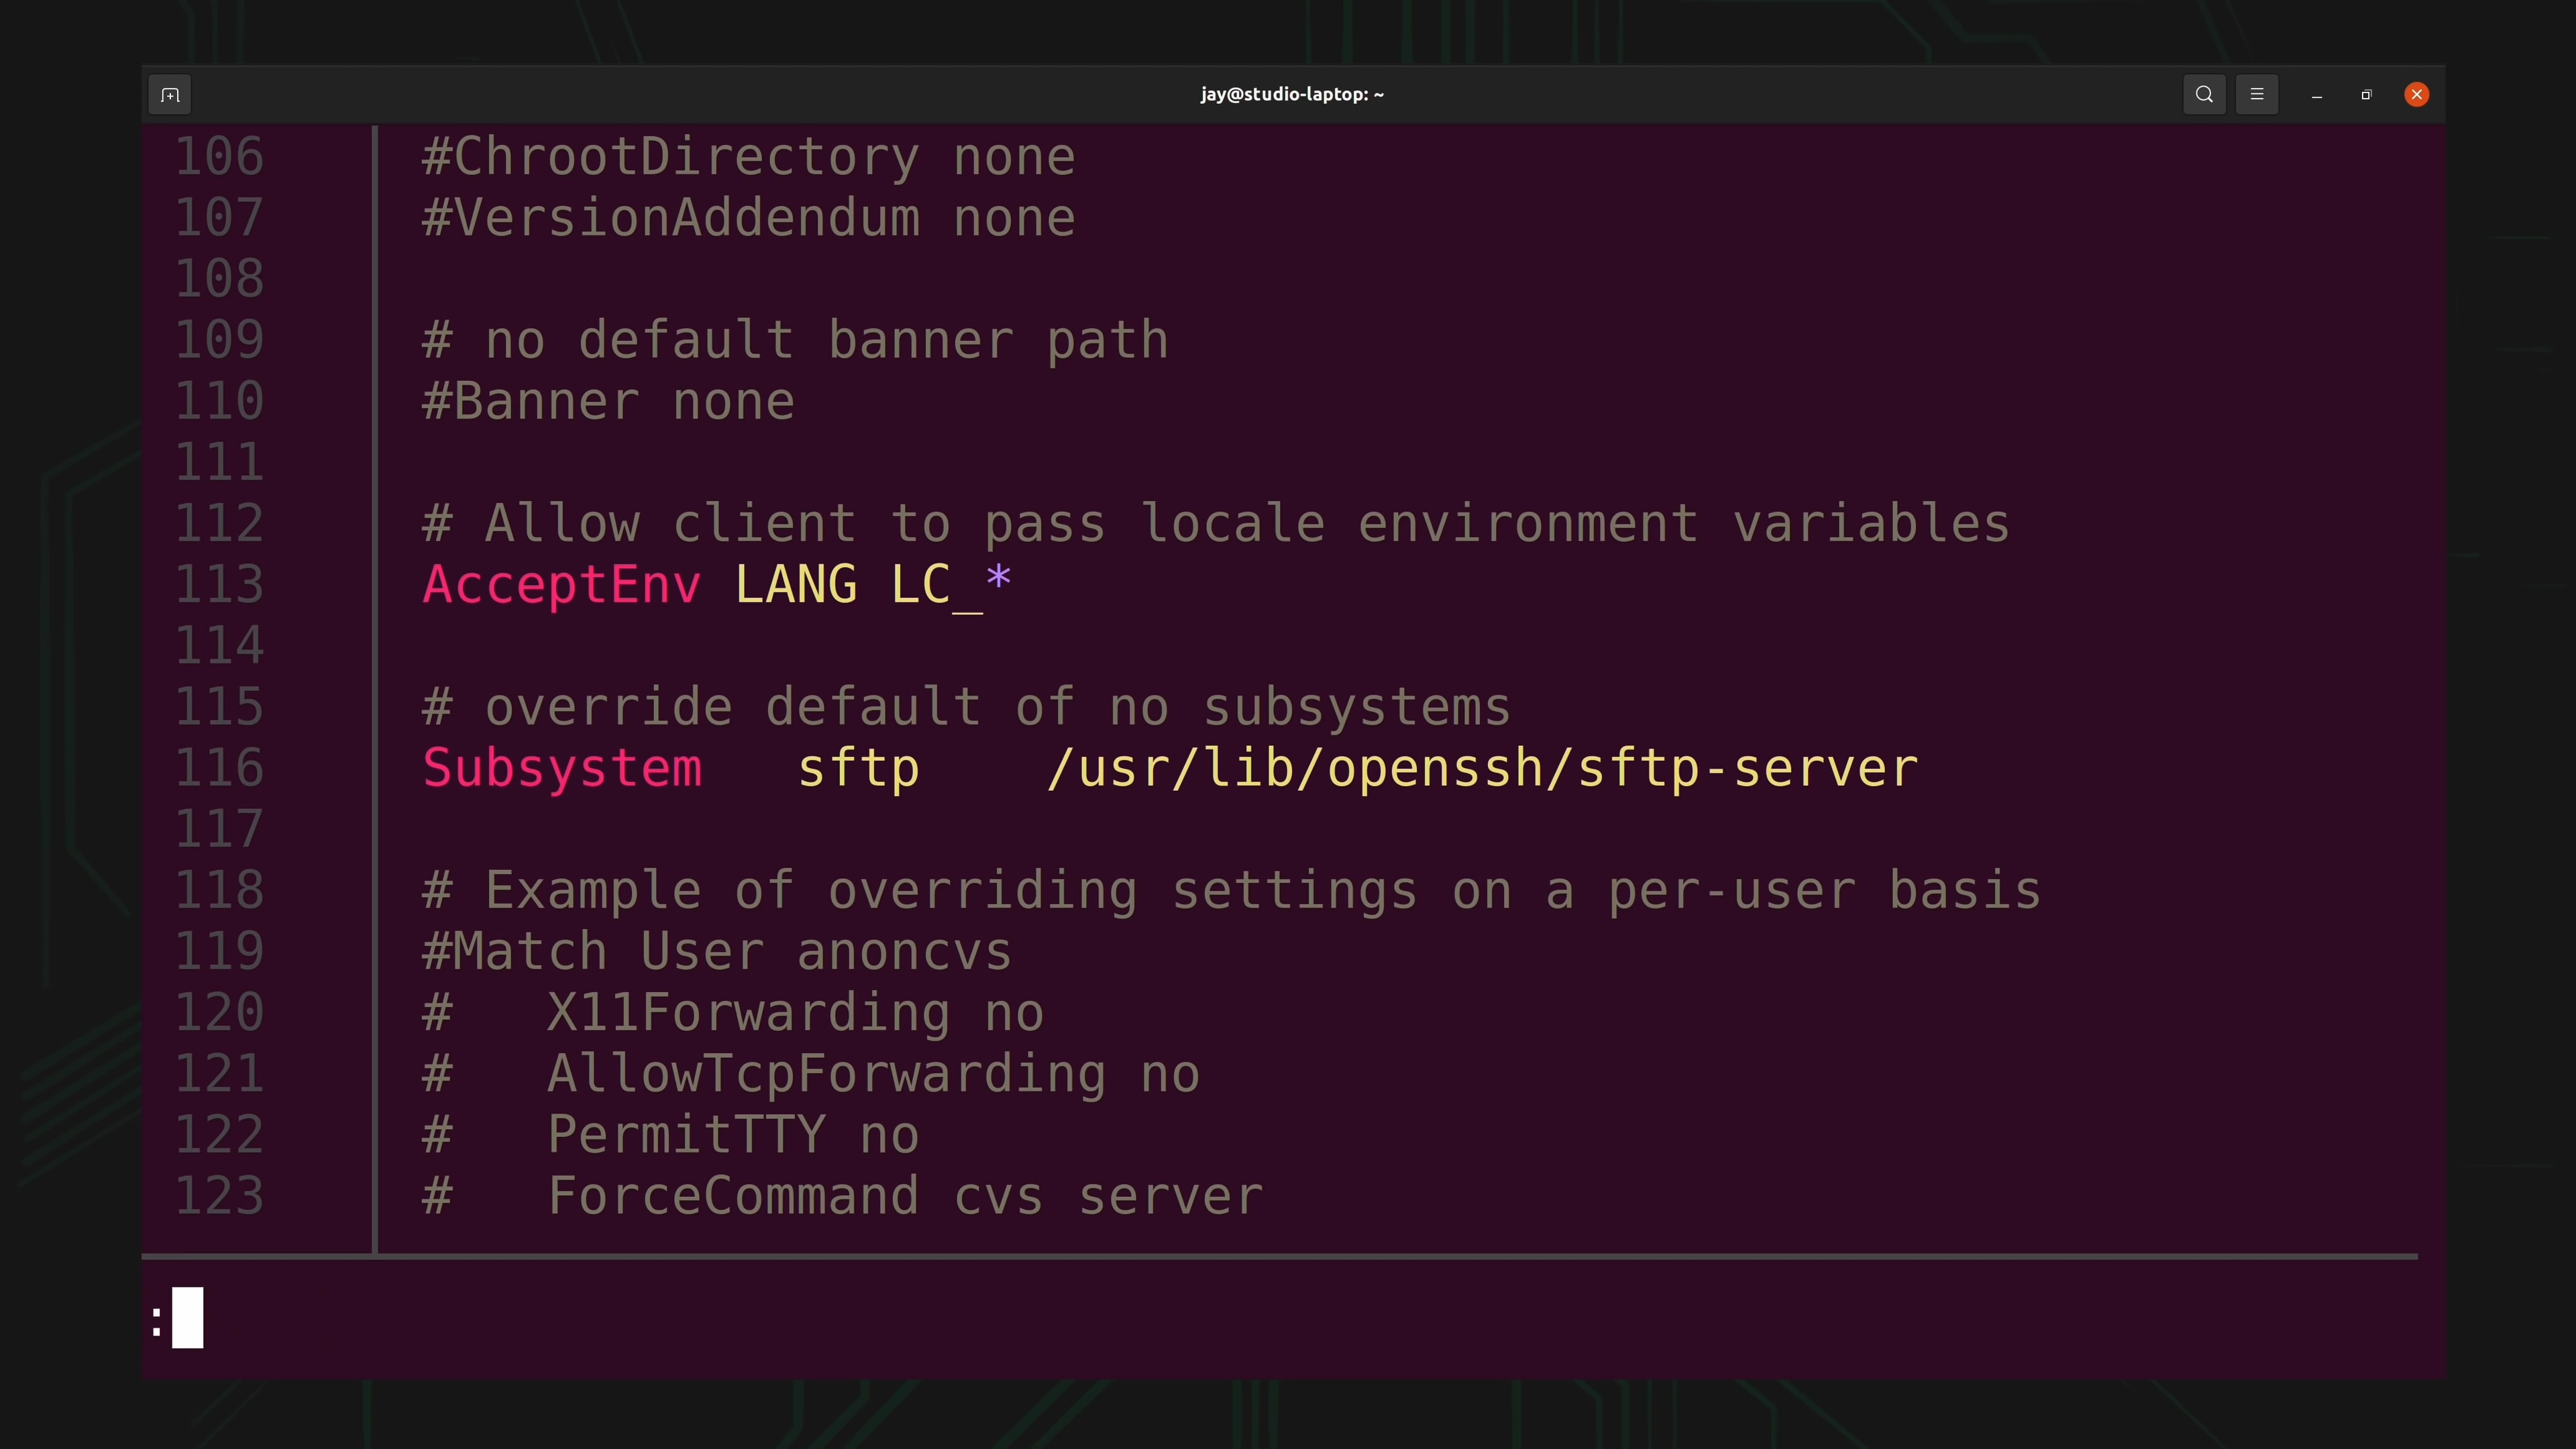 jay@studio-laptop: ~
106 #ChrootDirectory none
107 #VersionAddendum none
108
109 # no default banner path
110 #Banner none
111
112 # Allow client to pass locale environment variables
113 AcceptEnv LANG LC_*
114
115 # override default of no subsystems
116 Subsystem   sftp    /usr/lib/openssh/sftp-server
117
118 # Example of overriding settings on a per-user basis
119 #Match User anoncvs
120 #   X11Forwarding no
121 #   AllowTcpForwarding no
122 #   PermitTTY no
123 #   ForceCommand cvs server
: